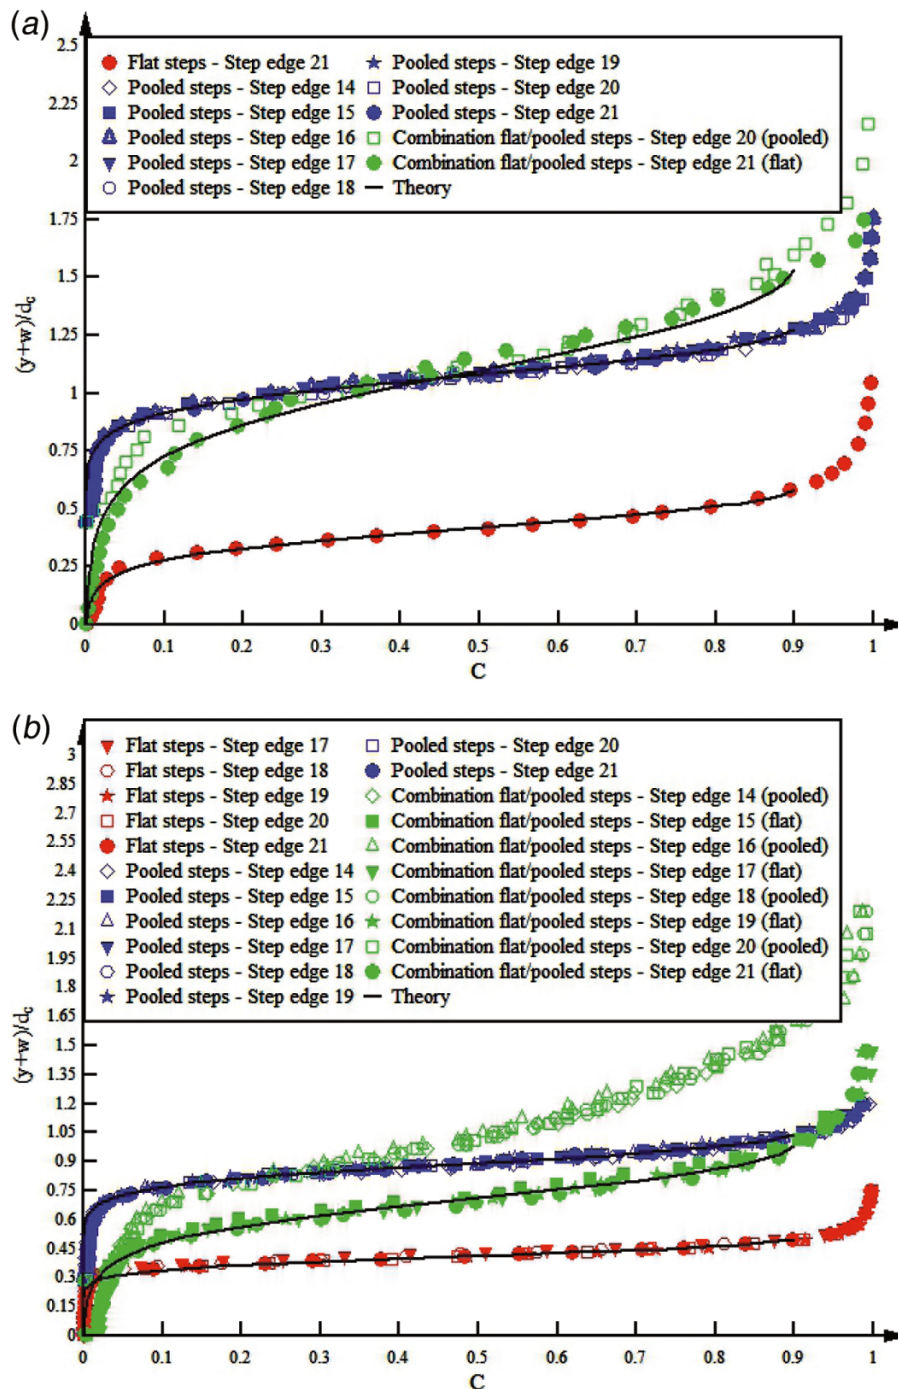 (a)
2.5
2.25
2
1.75
1.5
1.25
1
0.75
0.5
0.25
0
(y+w)/dc
Flat steps - Step edge 21
Pooled steps - Step edge 14
Pooled steps - Step edge 15
Pooled steps - Step edge 16
Pooled steps - Step edge 17
Pooled steps - Step edge 18
Pooled steps - Step edge 19
Pooled steps - Step edge 20
Pooled steps - Step edge 21
Combination flat/pooled steps - Step edge 20 (pooled)
Combination flat/pooled steps - Step edge 21 (flat)
Theory
0 0.1 0.2 0.3 0.4 0.5 0.6 0.7 0.8 0.9 1
C
(b)
3
2.85
2.7
2.55
2.4
2.25
2.1
1.95
1.8
1.65
1.5
1.35
1.2
1.05
0.9
0.75
0.6
0.45
0.3
0.15
0
(y+w)/dc
Flat steps - Step edge 17
Flat steps - Step edge 18
Flat steps - Step edge 19
Flat steps - Step edge 20
Flat steps - Step edge 21
Pooled steps - Step edge 14
Pooled steps - Step edge 15
Pooled steps - Step edge 16
Pooled steps - Step edge 17
Pooled steps - Step edge 18
Pooled steps - Step edge 19
Pooled steps - Step edge 20
Pooled steps - Step edge 21
Combination flat/pooled steps - Step edge 14 (pooled)
Combination flat/pooled steps - Step edge 15 (flat)
Combination flat/pooled steps - Step edge 16 (pooled)
Combination flat/pooled steps - Step edge 17 (flat)
Combination flat/pooled steps - Step edge 18 (pooled)
Combination flat/pooled steps - Step edge 19 (flat)
Combination flat/pooled steps - Step edge 20 (pooled)
Combination flat/pooled steps - Step edge 21 (flat)
Theory
0 0.1 0.2 0.3 0.4 0.5 0.6 0.7 0.8 0.9 1
C